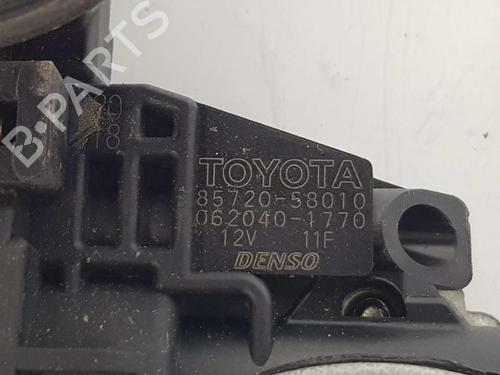 B-PARTS
TOYOTA
85720-58010
062040-1770
12V 11F
DENSO